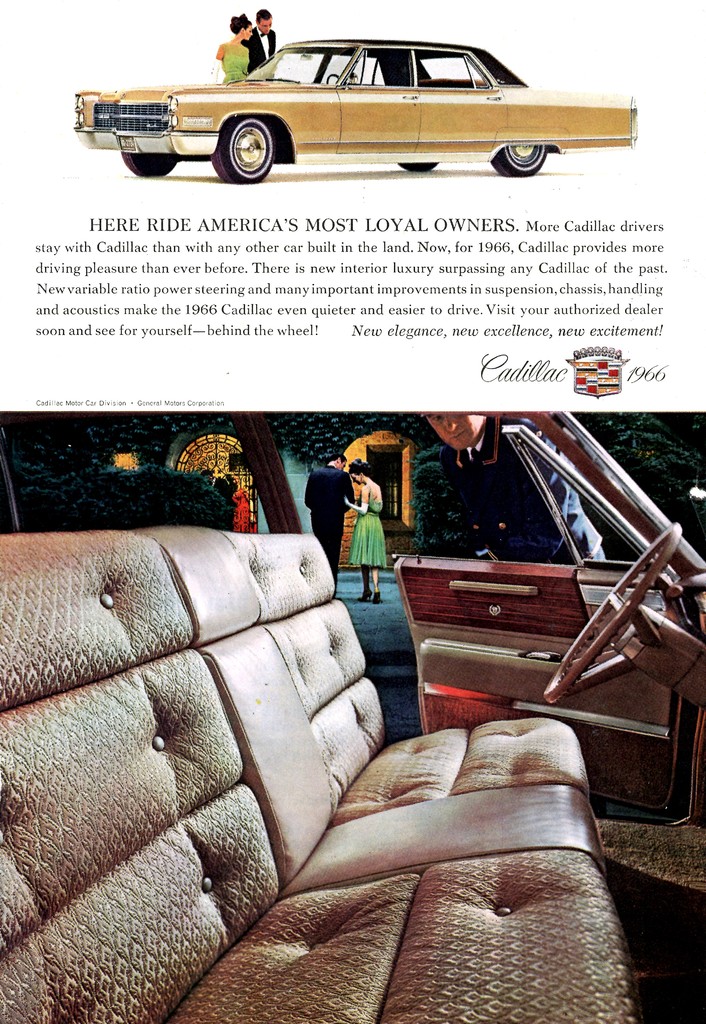 HERE RIDE AMERICA'S MOST LOYAL OWNERS. More Cadillac drivers
stay with Cadillac than with any other car built in the land. Now, for 1966, Cadillac provides more
driving pleasure than ever before. There is new interior luxury surpassing any Cadillac of the past.
New variable ratio power steering and many important improvements in suspension, chassis, handling
and acoustics make the 1966 Cadillac even quieter and easier to drive. Visit your authorized dealer
soon and see for yourself—behind the wheel! New elegance, new excellence, new excitement!
Cadillac 1966
Cadillac Motor Car Division • General Motors Corporation